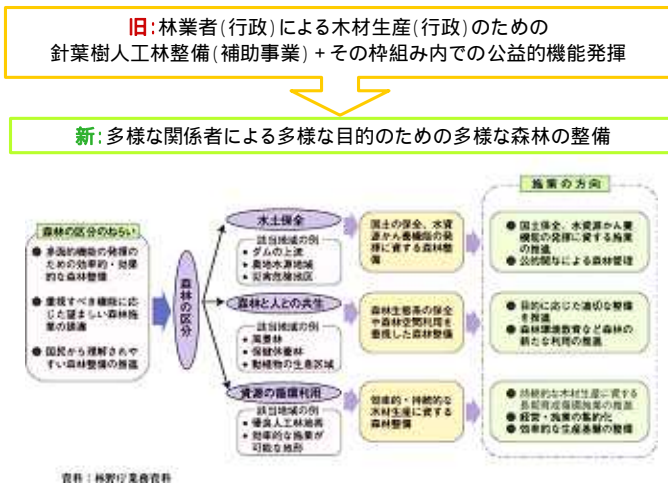 旧:林業者(行政)による木材生産(行政)のための
針葉樹人工林整備(補助事業)+その枠組み内での公益的機能発揮
新:多様な関係者による多様な目的のための多様な森林の整備
森林の区分のねらい
● 多面的機能の発揮
のための効率的・効果
的な森林整備
● 重視すべき機能に応
じた望ましい森林施
業の誘導
● 国民から理解されや
すい森林整備の推進
森林の区分
水土保全
該当地域の例
• ダムの上流
• 農地水源地域
• 災害危険地区
国土の保全、水資
源かん養機能の発
揮に資する森林整
備
森林と人との共生
該当地域の例
• 風景林
• 保健休養林
• 動植物の生息区域
森林生態系の保全
や森林空間利用を
重視した森林整備
資源の循環利用
該当地域の例
• 優良人工林地帯
• 効率的な施業が
可能な地形
効率的・持続的な
木材生産に資する
森林整備
施業の方向
● 国土保全、水資源かん養
機能の発揮に資する施業
の推進
● 公的関与による森林管理
● 目的に応じた適切な整備
を推進
● 森林環境教育など森林の
新たな利用の推進
● 持続的な木材生産に資する
長期育成循環施業の推進
● 経営・施業の集約化
● 効率的な生産基盤の整備
資料:林野庁業務資料